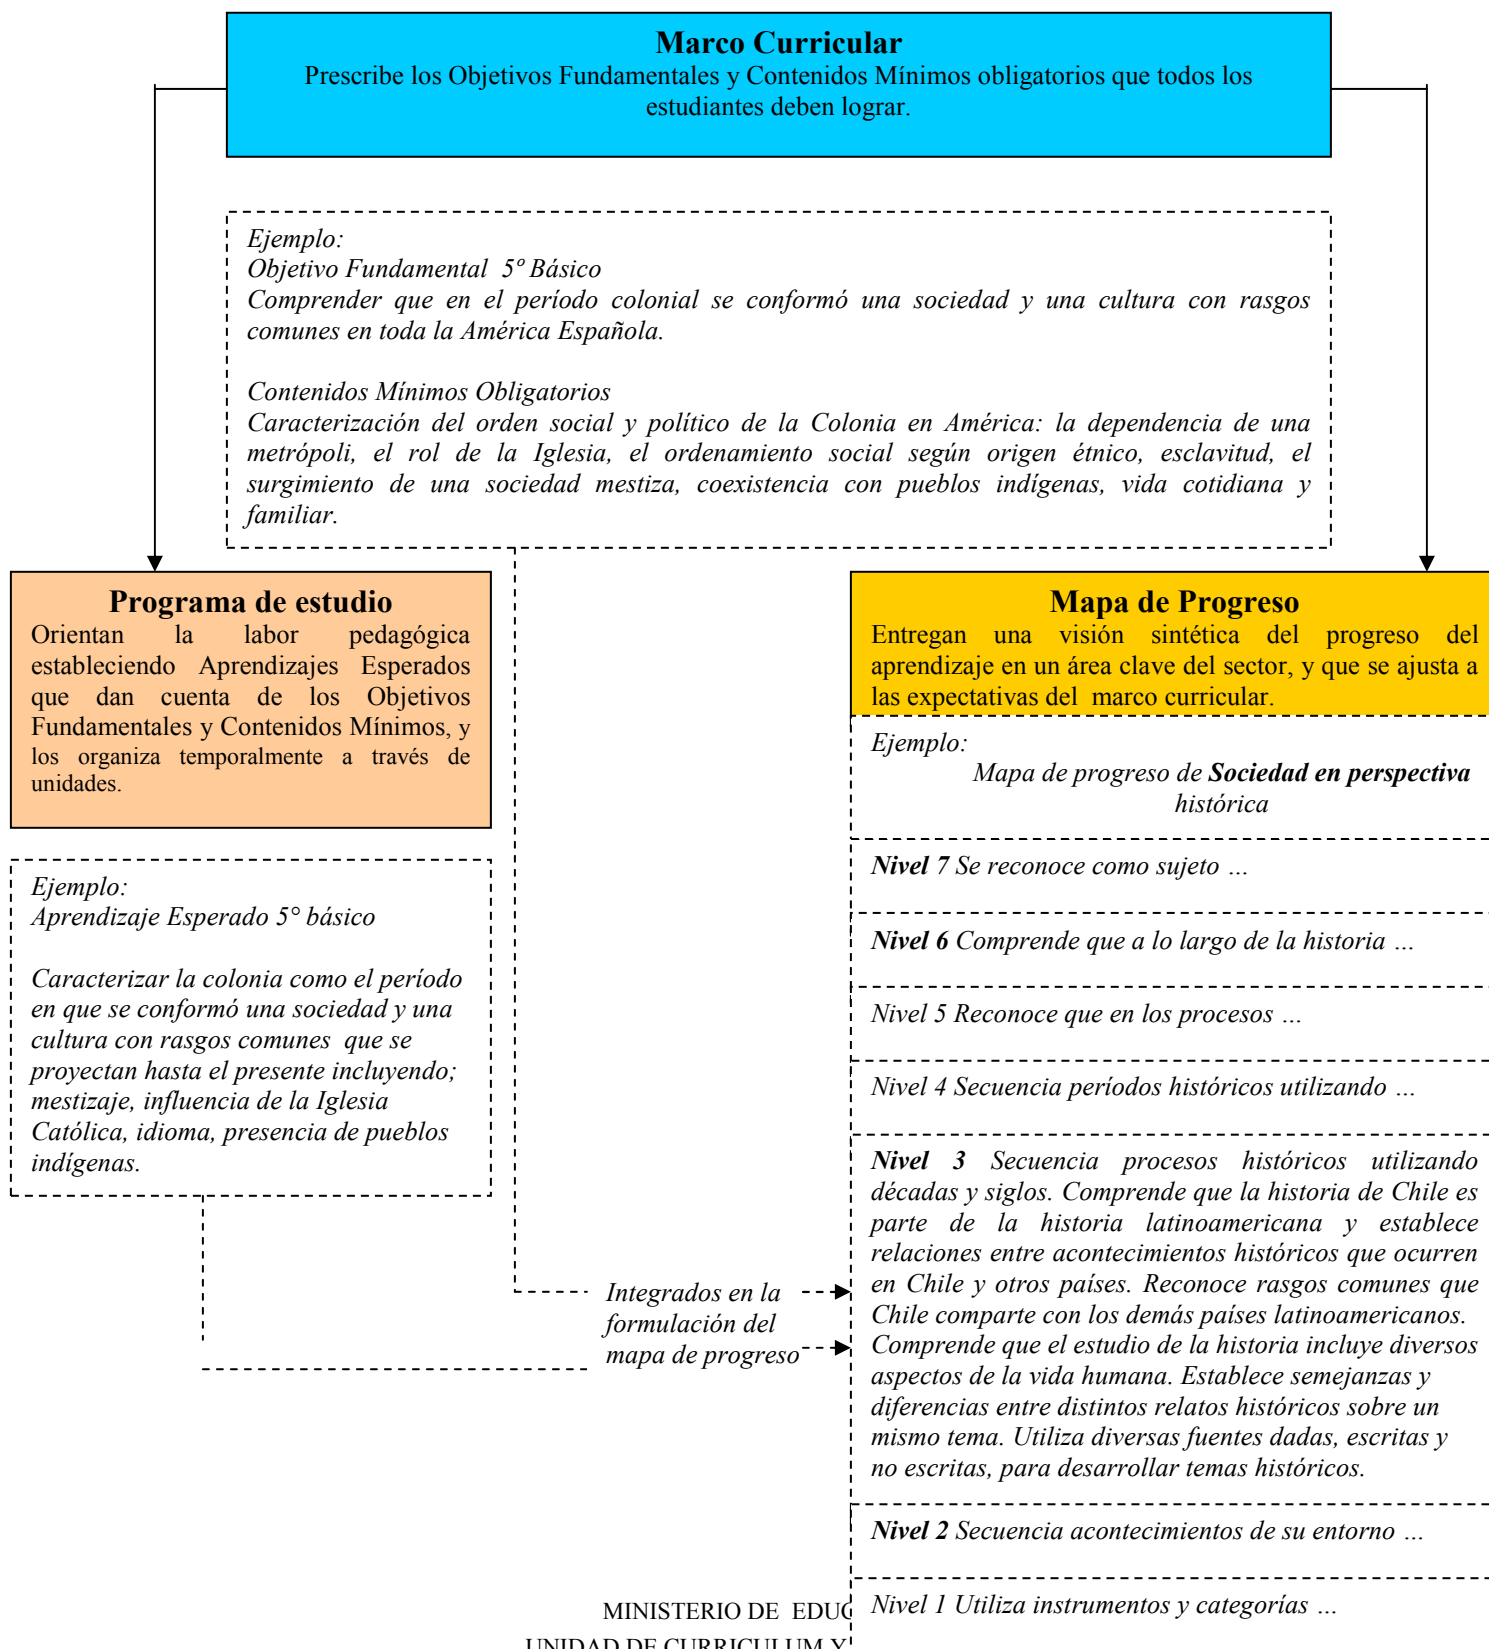 Marco Curricular
Prescribe los Objetivos Fundamentales y Contenidos Mínimos obligatorios que todos los
estudiantes deben lograr.
Ejemplo:
Objetivo Fundamental 5º Básico
Comprender que en el período colonial se conformó una sociedad y una cultura con rasgos
comunes en toda la América Española.
Contenidos Mínimos Obligatorios
Caracterización del orden social y político de la Colonia en América: la dependencia de una
metrópoli, el rol de la Iglesia, el ordenamiento social según origen étnico, esclavitud, el
surgimiento de una sociedad mestiza, coexistencia con pueblos indígenas, vida cotidiana y
familiar.
Programa de estudio
Orientan la labor pedagógica
estableciendo Aprendizajes Esperados
que dan cuenta de los Objetivos
Fundamentales y Contenidos Mínimos, y
los organiza temporalmente a través de
unidades.
Ejemplo:
Aprendizaje Esperado 5° básico
Caracterizar la colonia como el período
en que se conformó una sociedad y una
cultura con rasgos comunes que se
proyectan hasta el presente incluyendo;
mestizaje, influencia de la Iglesia
Católica, idioma, presencia de pueblos
indígenas.
Integrados en la
formulación del
mapa de progreso
Mapa de Progreso
Entregan una visión sintética del progreso del
aprendizaje en un área clave del sector, y que se ajusta a
las expectativas del marco curricular.
Ejemplo:
Mapa de progreso de Sociedad en perspectiva
histórica
Nivel 7 Se reconoce como sujeto …
Nivel 6 Comprende que a lo largo de la historia …
Nivel 5 Reconoce que en los procesos …
Nivel 4 Secuencia períodos históricos utilizando …
Nivel 3 Secuencia procesos históricos utilizando
décadas y siglos. Comprende que la historia de Chile es
parte de la historia latinoamericana y establece
relaciones entre acontecimientos históricos que ocurren
en Chile y otros países. Reconoce rasgos comunes que
Chile comparte con los demás países latinoamericanos.
Comprende que el estudio de la historia incluye diversos
aspectos de la vida humana. Establece semejanzas y
diferencias entre distintos relatos históricos sobre un
mismo tema. Utiliza diversas fuentes dadas, escritas y
no escritas, para desarrollar temas históricos.
Nivel 2 Secuencia acontecimientos de su entorno …
Nivel 1 Utiliza instrumentos y categorías …
MINISTERIO DE EDUC
UNIDAD DE CURRICULUM Y